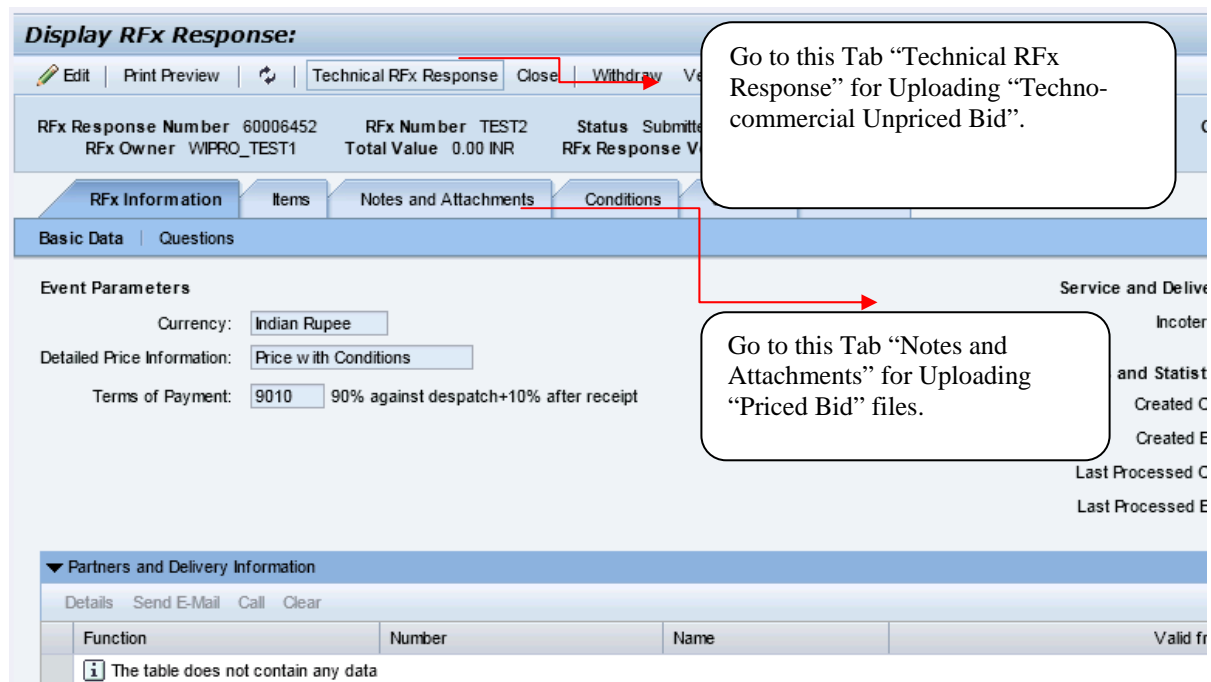 Display RFx Response:
Edit Print Preview Technical RFx Response Close Withdraw
Go to this Tab “Technical RFx
Response” for Uploading “Techno-
commercial Unpriced Bid”.
RFx Response Number 60006452 RFx Number TEST2 Status
RFx Owner WIPRO_TEST1 Total Value 0.00 INR RFx Response
RFx Information Items Notes and Attachments Conditions
Basic Data Questions
Event Parameters
Currency: Indian Rupee
Detailed Price Information: Price with Conditions
Terms of Payment: 9010 90% against despatch+10% after receipt
Go to this Tab “Notes and
Attachments” for Uploading
“Priced Bid” files.
Service and
and
Created
Created
Last Processed
Last Processed
Partners and Delivery Information
Details Send E-Mail Call Clear
Function Number Name Valid
The table does not contain any data